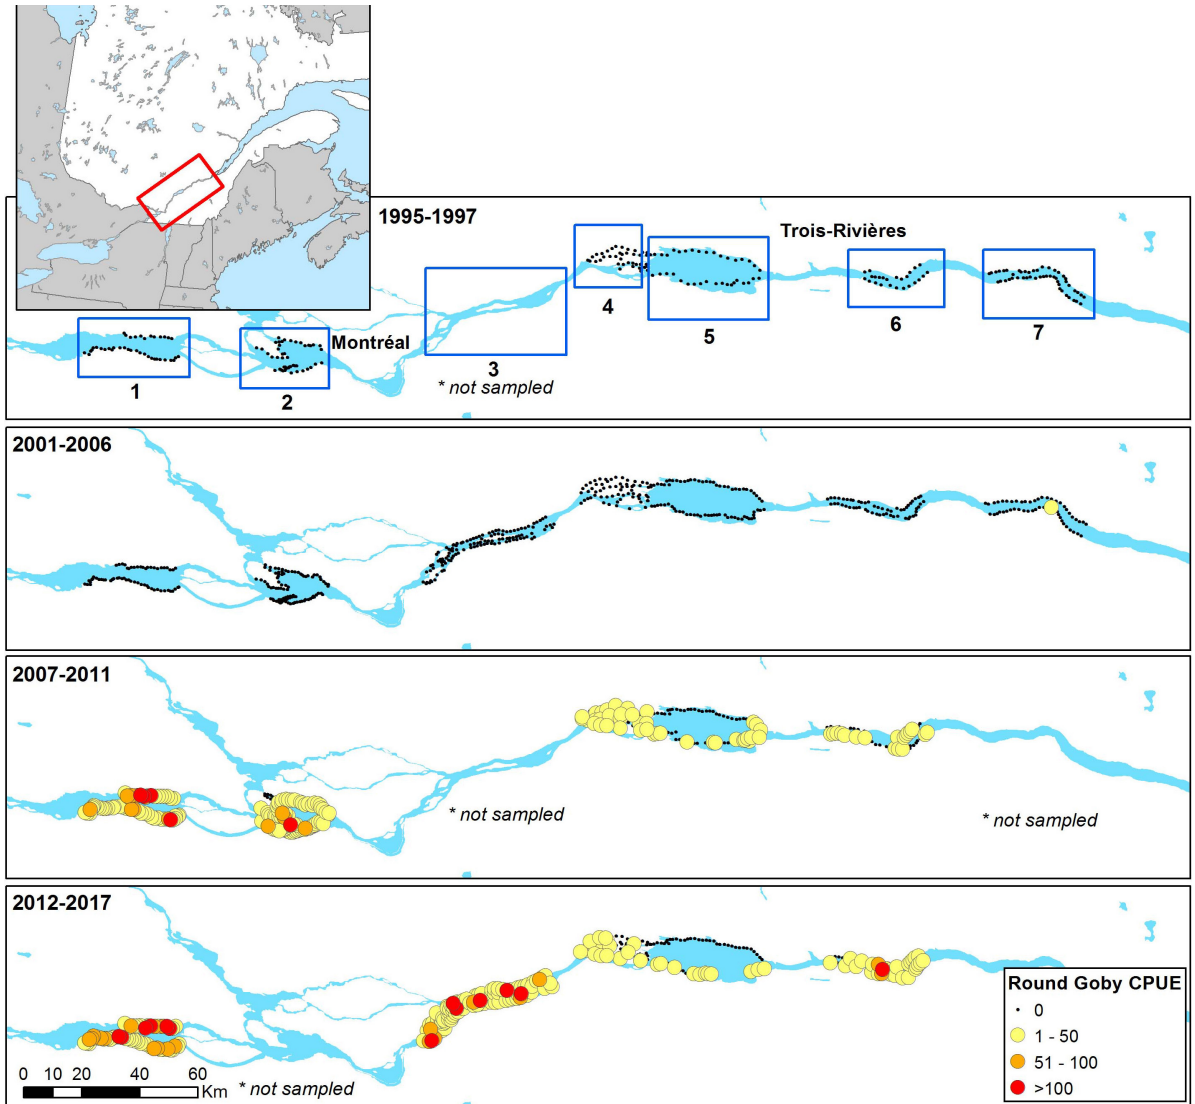 1995-1997
Trois-Rivières
Montréal
1
2
3
4
5
6
7
* not sampled
2001-2006
2007-2011
* not sampled
* not sampled
2012-2017
Round Goby CPUE
0
1 - 50
51 - 100
>100
0 10 20 40 60
Km
* not sampled